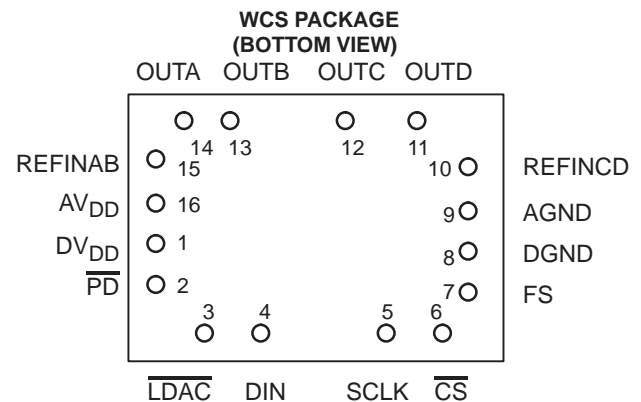 WCS PACKAGE
(BOTTOM VIEW)
OUTA OUTB OUTC OUTD
14 13 12 11
REFINAB 15 10 REFINCD
AVDD 16 9 AGND
DVDD 1 8 DGND
PD 2 7 FS
3 4 5 6
LDAC DIN SCLK CS